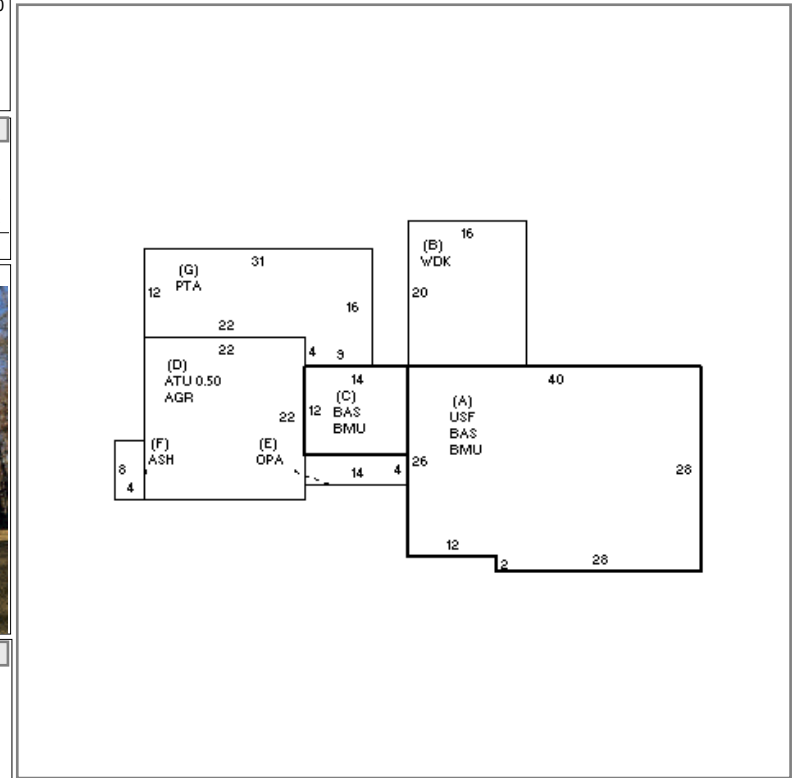 16
(B)
WDK
20
31
(G)
PTA
12
16
22
22
4 9
(D)
ATU 0.50
AGR
22
14
12
(C)
BAS
BMU
40
(A)
USF
BAS
BMU
26
28
(F)
ASH
8
4
(E)
OPA
14 4
12
2
28